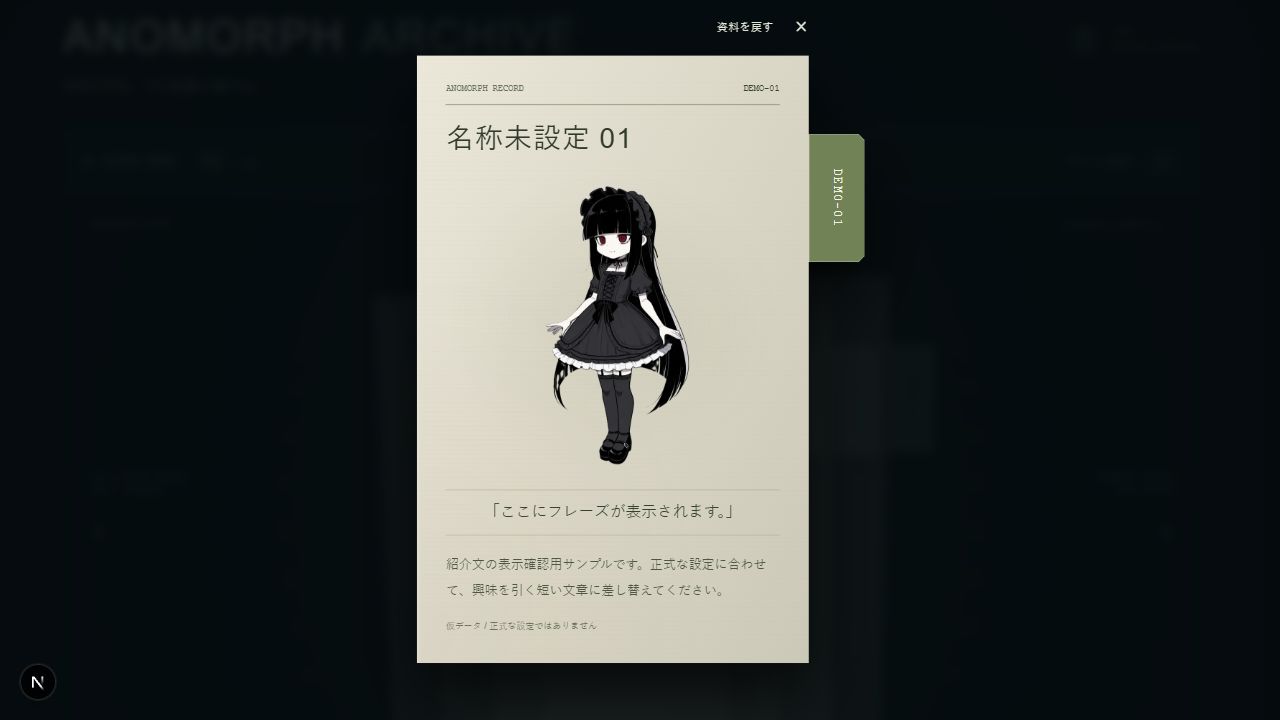 ANOMORPH ARCHIVE
資料を戻す ×
ANOMORPH RECORD DEMO-01
名称未設定 01
DEMO-01
「ここにフレーズが表示されます。」
紹介文の表示確認用サンプルです。正式な設定に合わせ
て、興味を引く短い文章に差し替えてください。
仮データ / 正式な設定ではありません
N